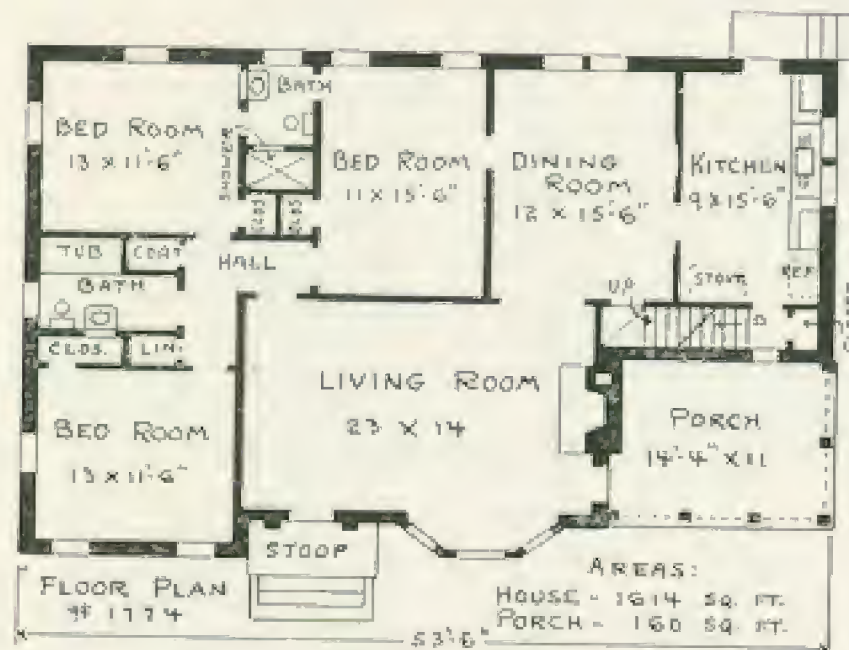 BATH
BED ROOM
13 X 11'-6"
SHOWER
BED ROOM
11 X 15'-6"
DINING
ROOM
12 X 15'-6"
KITCHEN
9 X 15'-6"
CLOS
CLOS
TUB
COAT
HALL
BATH
STOVE
REF.
UP
D
CLOS.
LIN.
LIVING ROOM
23 X 14
BED ROOM
13 X 11'-6"
PORCH
14'-4" X 11
STOOP
FLOOR PLAN
# 1774
AREAS:
HOUSE - 1614 SQ. FT.
PORCH - 160 SQ. FT.
53'-6"